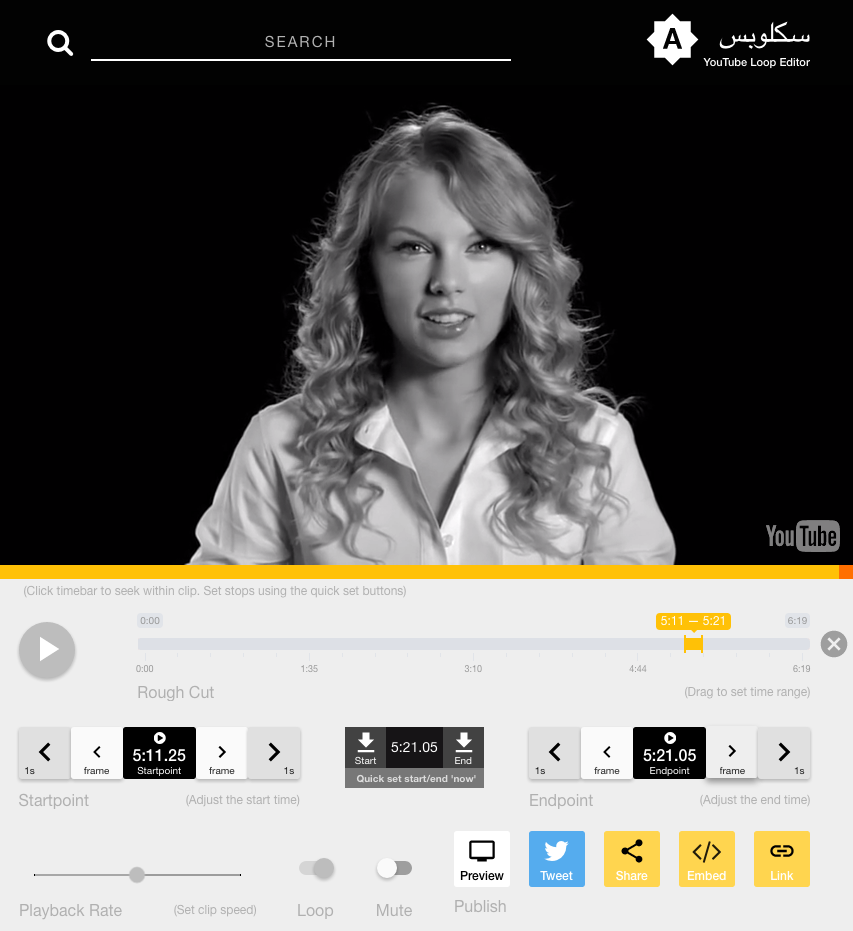 SEARCH
A
سكلوبس
YouTube Loop Editor
YouTube
(Click timebar to seek within clip. Set stops using the quick set buttons)
0:00
5:11 — 5:21
6:19
0:00
1:35
3:10
4:44
6:19
Rough Cut
(Drag to set time range)
1s
frame
5:11.25
Startpoint
frame
1s
Startpoint
(Adjust the start time)
Start
5:21.05
End
Quick set start/end 'now'
1s
frame
5:21.05
Endpoint
frame
1s
Endpoint
(Adjust the end time)
Playback Rate
(Set clip speed)
Loop
Mute
Preview
Tweet
Share
Embed
Link
Publish